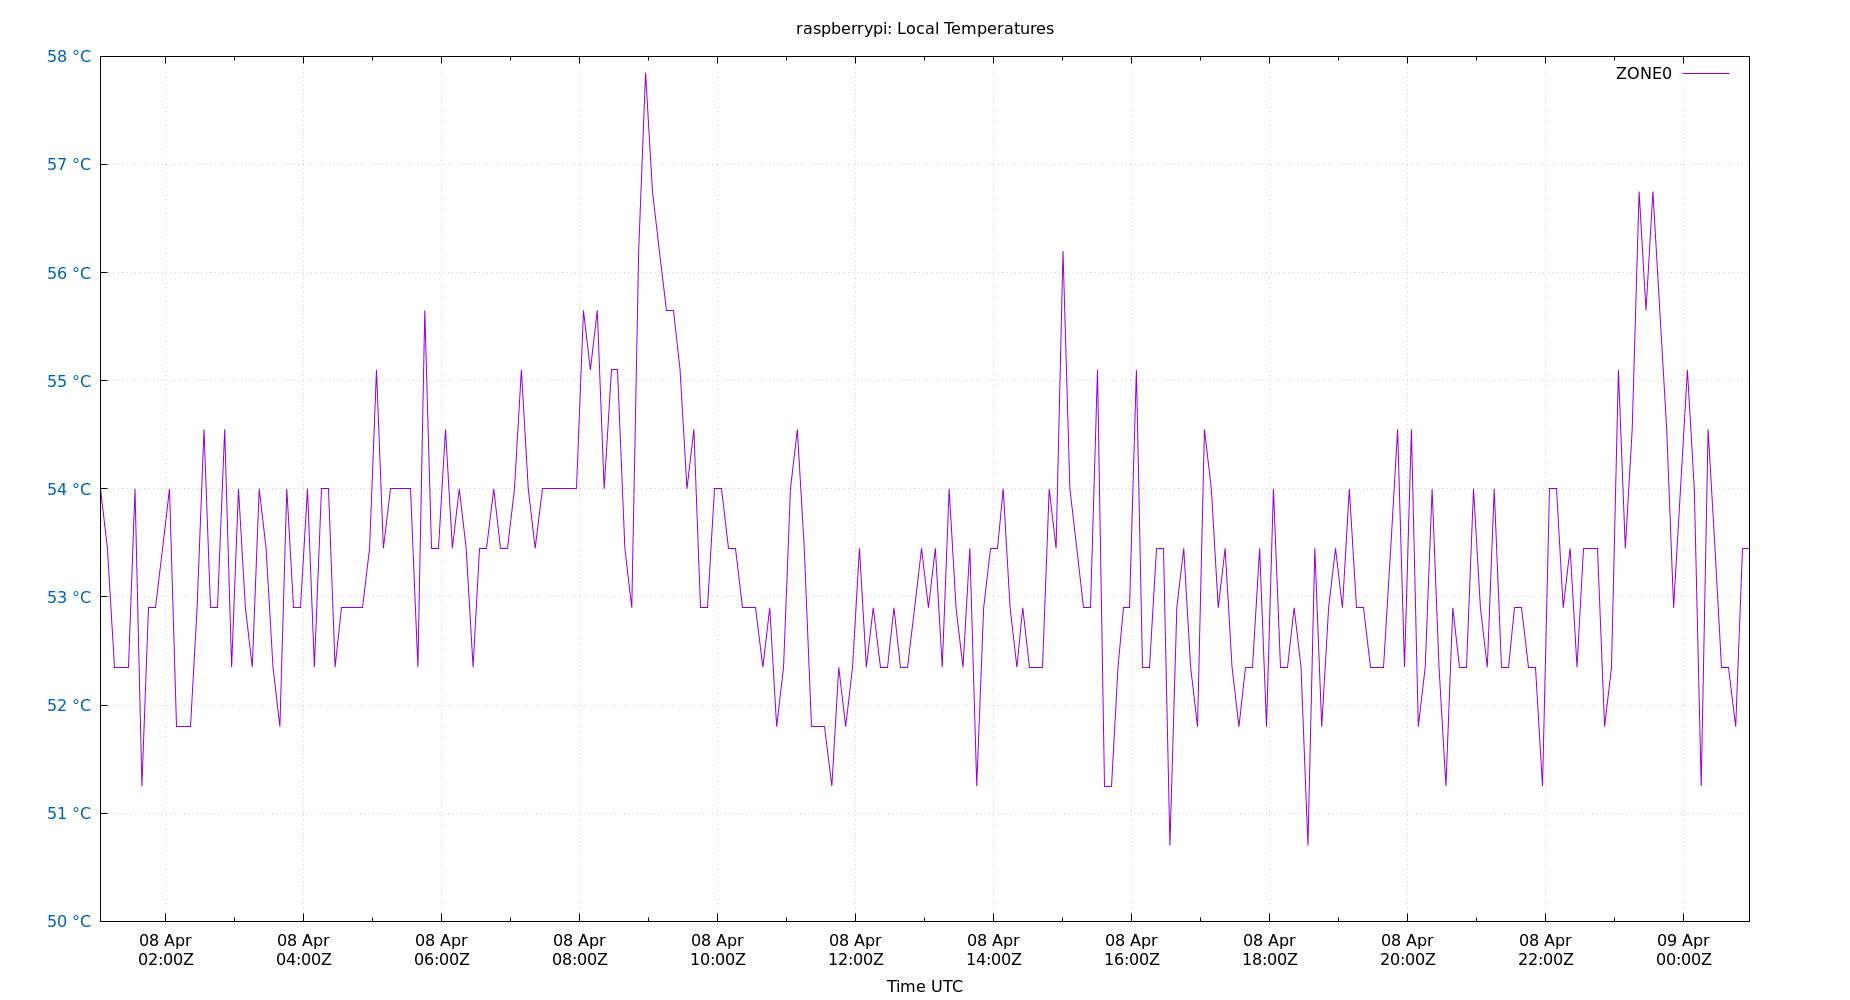 raspberrypi: Local Temperatures
58 °C
ZONE0
57 °C
56 °C
55 °C
54 °C
53 °C
52 °C
51 °C
50 °C
08 Apr 08 Apr 08 Apr 08 Apr 08 Apr 08 Apr 08 Apr 08 Apr 08 Apr 08 Apr 08 Apr 09 Apr
02:00Z 04:00Z 06:00Z 08:00Z 10:00Z 12:00Z 14:00Z 16:00Z 18:00Z 20:00Z 22:00Z 00:00Z
Time UTC